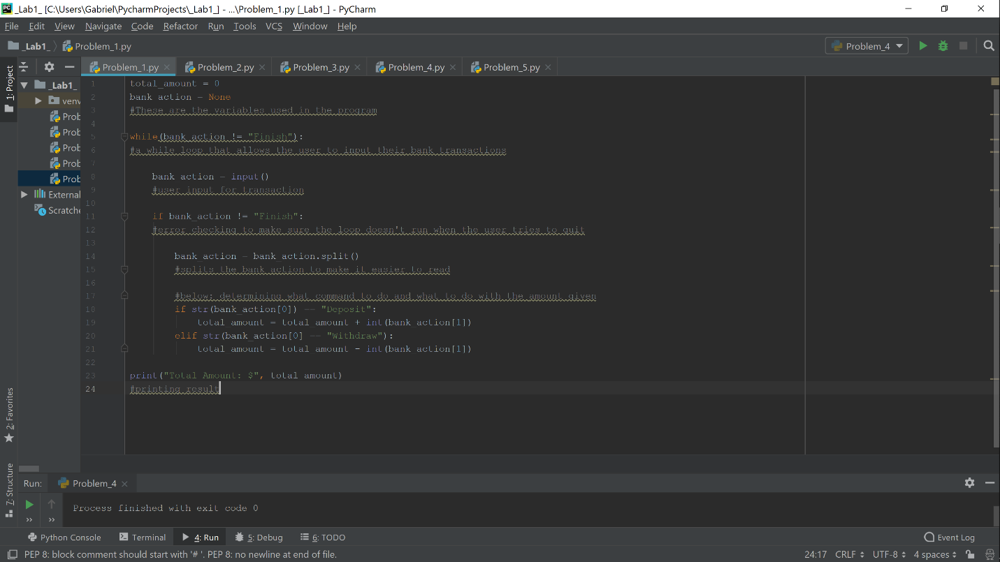 _Lab1_ [C:\Users\Gabriel\PycharmProjects\_Lab1_] - ...\Problem_1.py [_Lab1_] - PyCharm
File Edit View Navigate Code Refactor Run Tools VCS Window Help
_Lab1_ Problem_1.py Problem_4
Problem_1.py Problem_2.py Problem_3.py Problem_4.py Problem_5.py
1: Project
_Lab1_
venv
Prob
Prob
Prob
Prob
Prob
External
Scratche
1 total_amount = 0
2 bank_action = None
3 #These are the variables used in the program
4
5 while(bank_action != "Finish"):
6 #a while loop that allows the user to input their bank transactions
7
8 bank_action = input()
9 #user input for transaction
10
11 if bank_action != "Finish":
12 #error checking to make sure the loop doesn't run when the user tries to quit
13
14 bank_action = bank_action.split()
15 #splits the bank_action to make it easier to read
16
17 #below: determining what command to do and what to do with the amount given
18 if str(bank_action[0]) == "Deposit":
19 total_amount = total_amount + int(bank_action[1])
20 elif str(bank_action[0] == "Withdraw"):
21 total_amount = total_amount - int(bank_action[1])
22
23 print("Total Amount: $", total_amount)
24 #printing result
2: Favorites
7: Structure
Run: Problem_4
Process finished with exit code 0
Python Console Terminal 4: Run 5: Debug 6: TODO Event Log
PEP 8: block comment should start with '# '. PEP 8: no newline at end of file. 24:17 CRLF UTF-8 4 spaces